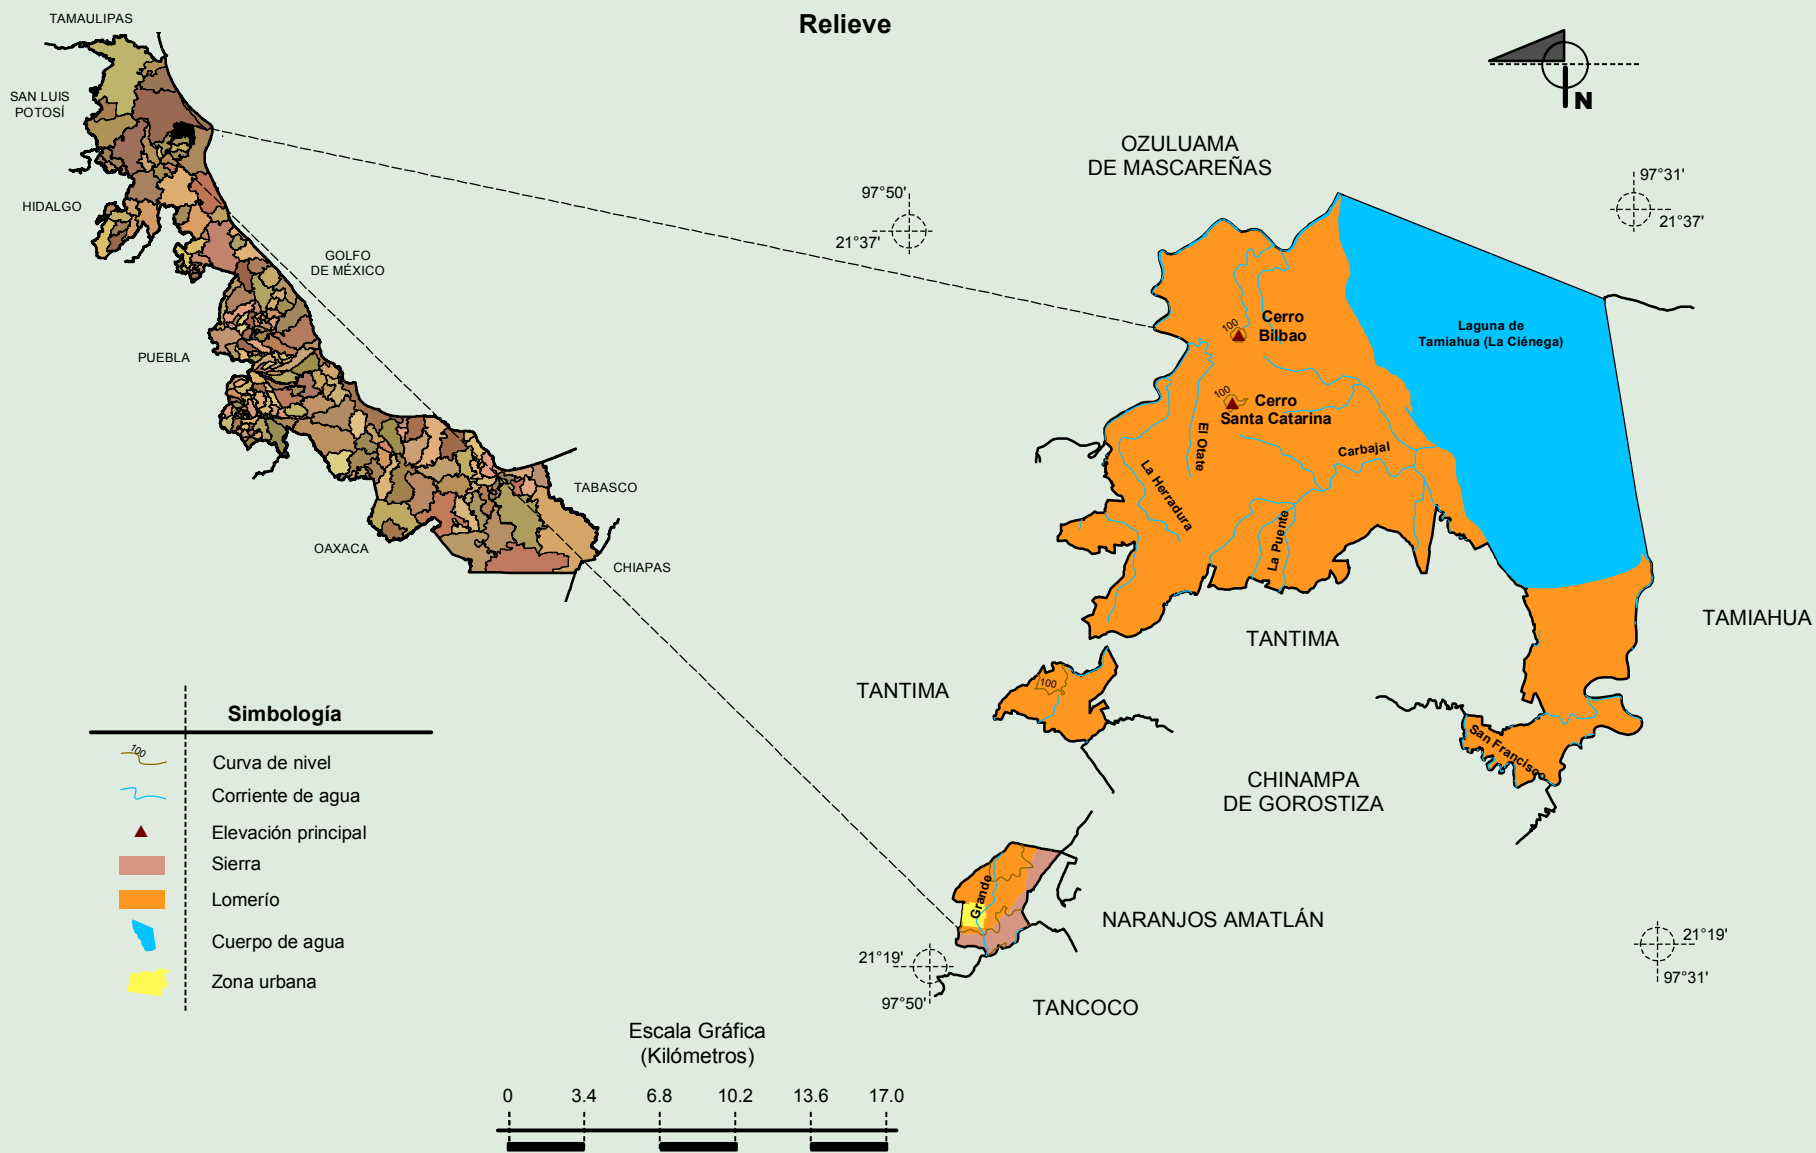 Relieve
TAMAULIPAS
SAN LUIS
POTOSÍ
HIDALGO
GOLFO
DE MÉXICO
PUEBLA
TABASCO
OAXACA
CHIAPAS
N
OZULUAMA
DE MASCAREÑAS
97°50'
21°37'
97°31'
21°37'
Cerro
Bilbao
100
Laguna de
Tamiahua (La Ciénega)
100
Cerro
Santa Catarina
El Otate
Carbajal
La Herradura
La Puente
TAMIAHUA
TANTIMA
TANTIMA
100
San Francisco
CHINAMPA
DE GOROSTIZA
Grande
NARANJOS AMATLÁN
21°19'
97°50'
21°19'
97°31'
TANCOCO
Simbología
100
Curva de nivel
Corriente de agua
Elevación principal
Sierra
Lomerío
Cuerpo de agua
Zona urbana
Escala Gráfica
(Kilómetros)
0 3.4 6.8 10.2 13.6 17.0